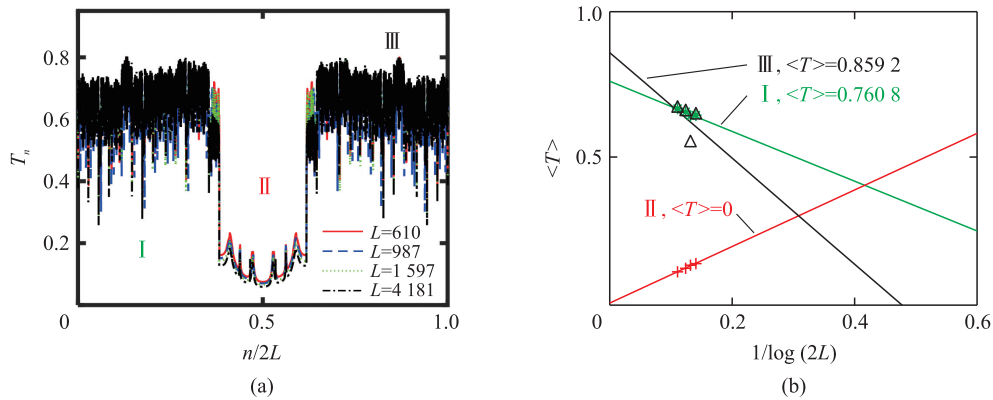 0.8
0.6
0.4
0.2
0
0.5
1.0
T_n
n/2L
Ⅰ
Ⅱ
Ⅲ
L=610
L=987
L=1 597
L=4 181
(a)
1.0
0.5
0
0.2
0.4
0.6
<T>
1/log (2L)
Ⅲ, <T>=0.859 2
Ⅰ, <T>=0.760 8
Ⅱ, <T>=0
(b)